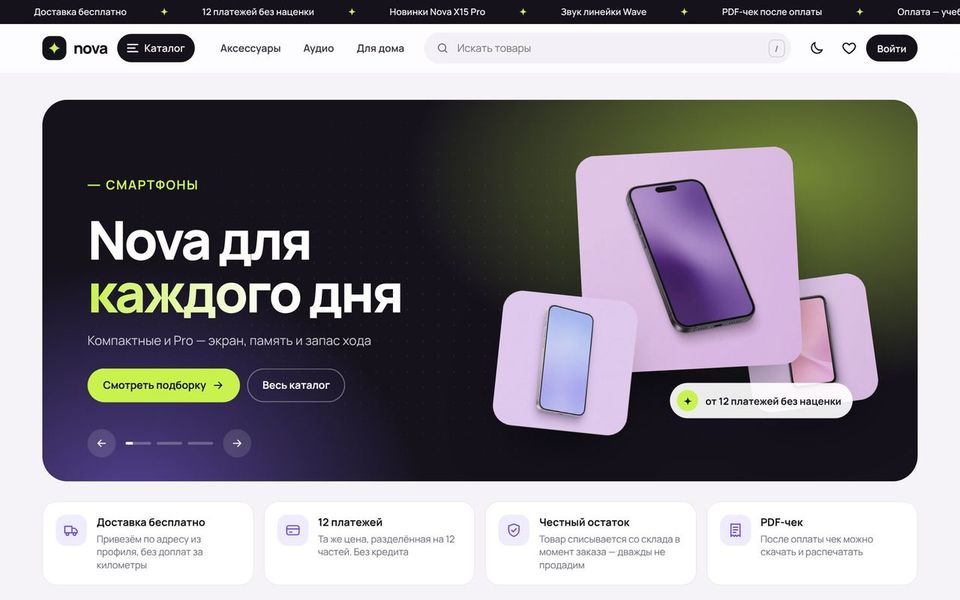 Доставка бесплатно ✦ 12 платежей без наценки ✦ Новинки Nova X15 Pro ✦ Звук линейки Wave ✦ PDF-чек после оплаты ✦ Оплата — учеб
nova Каталог Аксессуары Аудио Для дома Искать товары / Войти
— СМАРТФОНЫ
Nova для
каждого дня
Компактные и Pro — экран, память и запас хода
Смотреть подборку → Весь каталог
от 12 платежей без наценки
Доставка бесплатно
Привезём по адресу из
профиля, без доплат за
километры
12 платежей
Та же цена, разделённая на 12
частей. Без кредита
Честный остаток
Товар списывается со склада в
момент заказа — дважды не
продадим
PDF-чек
После оплаты чек можно
скачать и распечатать